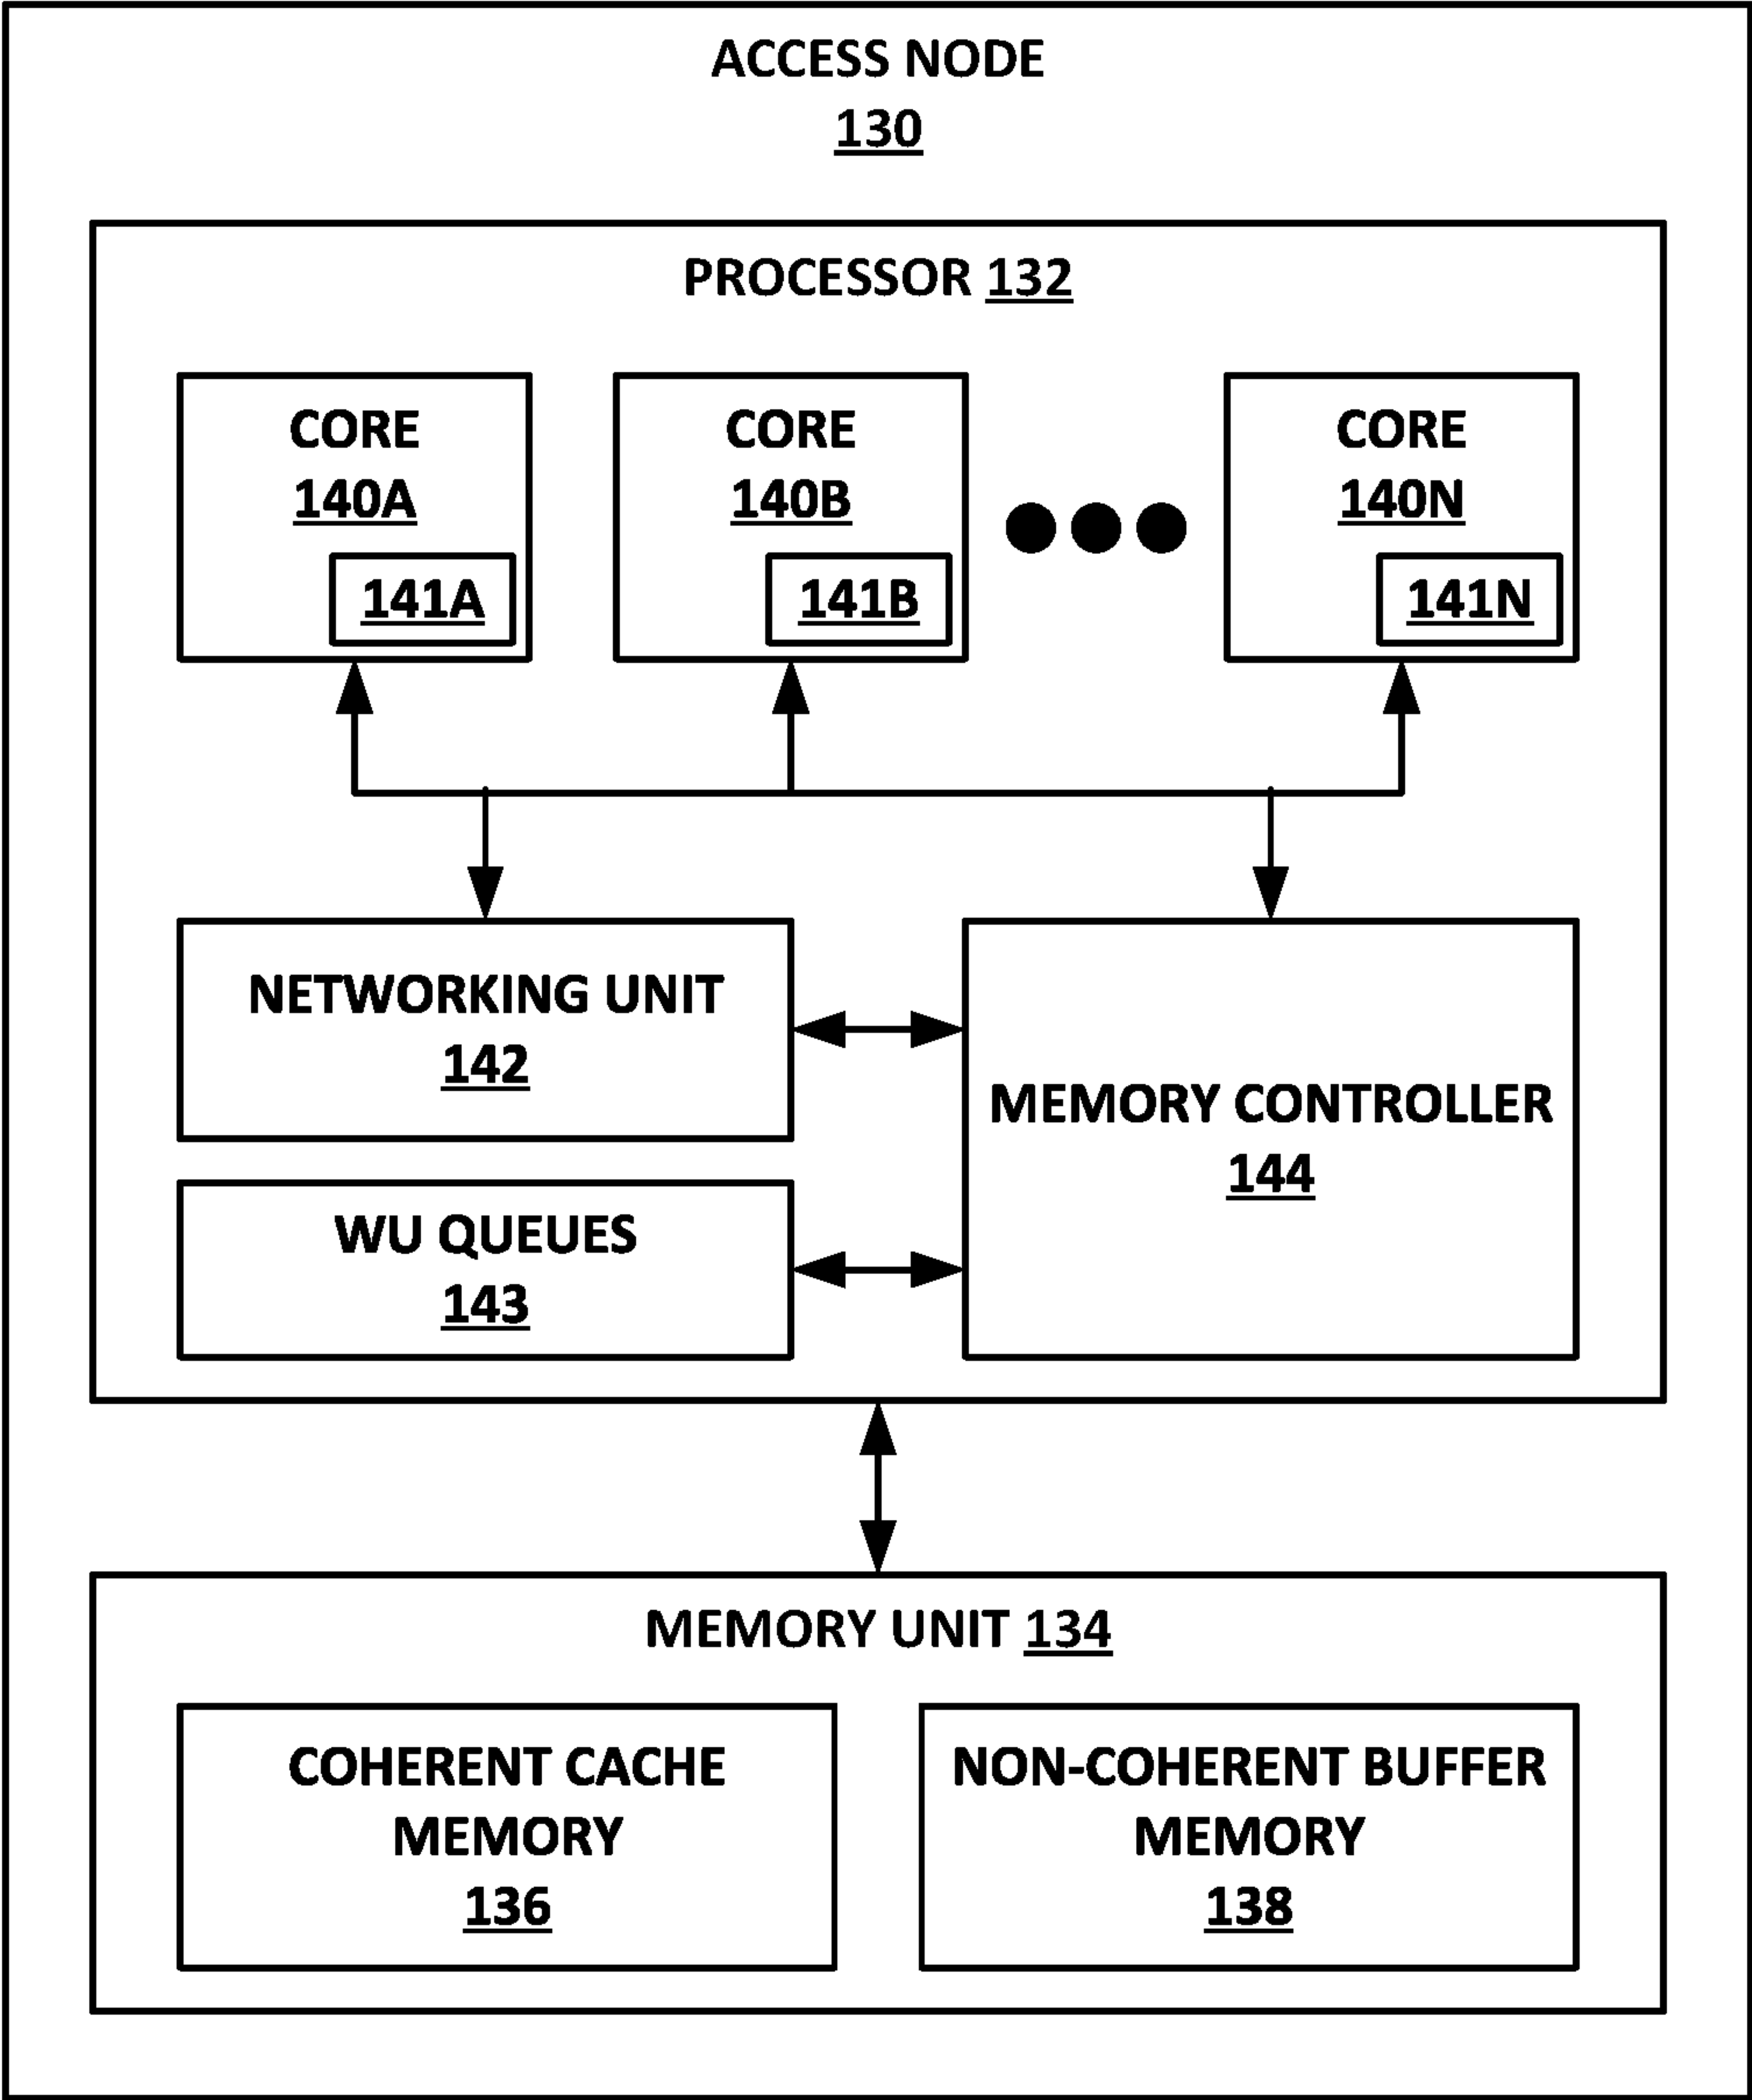 ACCESS NODE
130
PROCESSOR 132
CORE
140A
141A
CORE
140B
141B
CORE
140N
141N
NETWORKING UNIT
142
MEMORY CONTROLLER
144
WU QUEUES
143
MEMORY UNIT 134
COHERENT CACHE
MEMORY
136
NON-COHERENT BUFFER
MEMORY
138